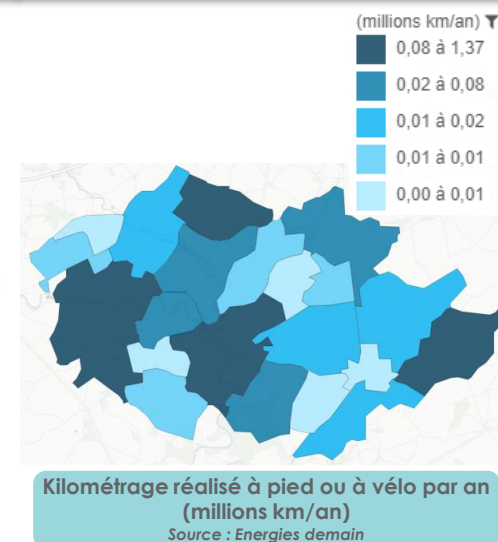 (millions km/an)
0,08 à 1,37
0,02 à 0,08
0,01 à 0,02
0,01 à 0,01
0,00 à 0,01
Kilométrage réalisé à pied ou à vélo par an
(millions km/an)
Source : Energies demain